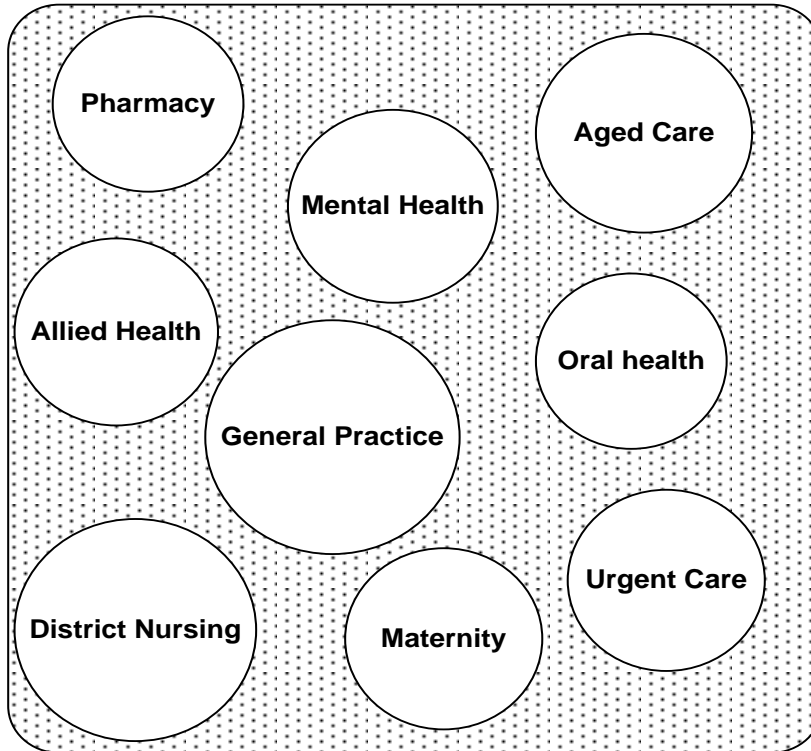 Pharmacy
Aged Care
Mental Health
Allied Health
Oral health
General Practice
Urgent Care
District Nursing
Maternity